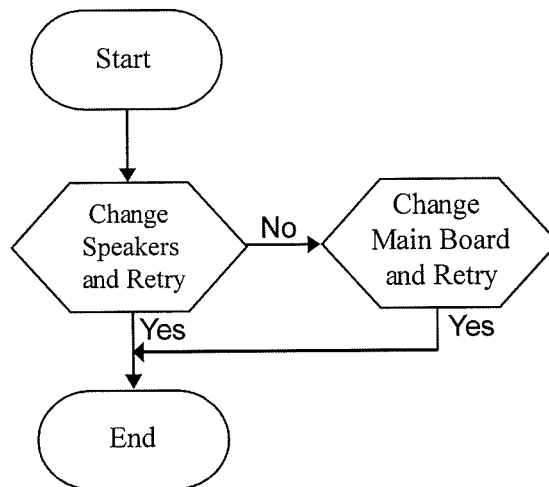 Start
Change
Speakers
and Retry
No
Change
Main Board
and Retry
Yes
Yes
End